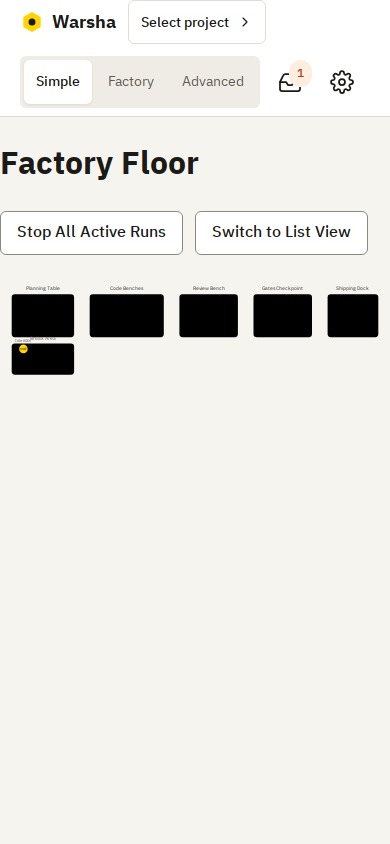 Warsha
Select project
Simple
Factory
Advanced
1
Factory Floor
Stop All Active Runs
Switch to List View
Planning Table
Code Benches
Review Bench
Gates Checkpoint
Shipping Dock